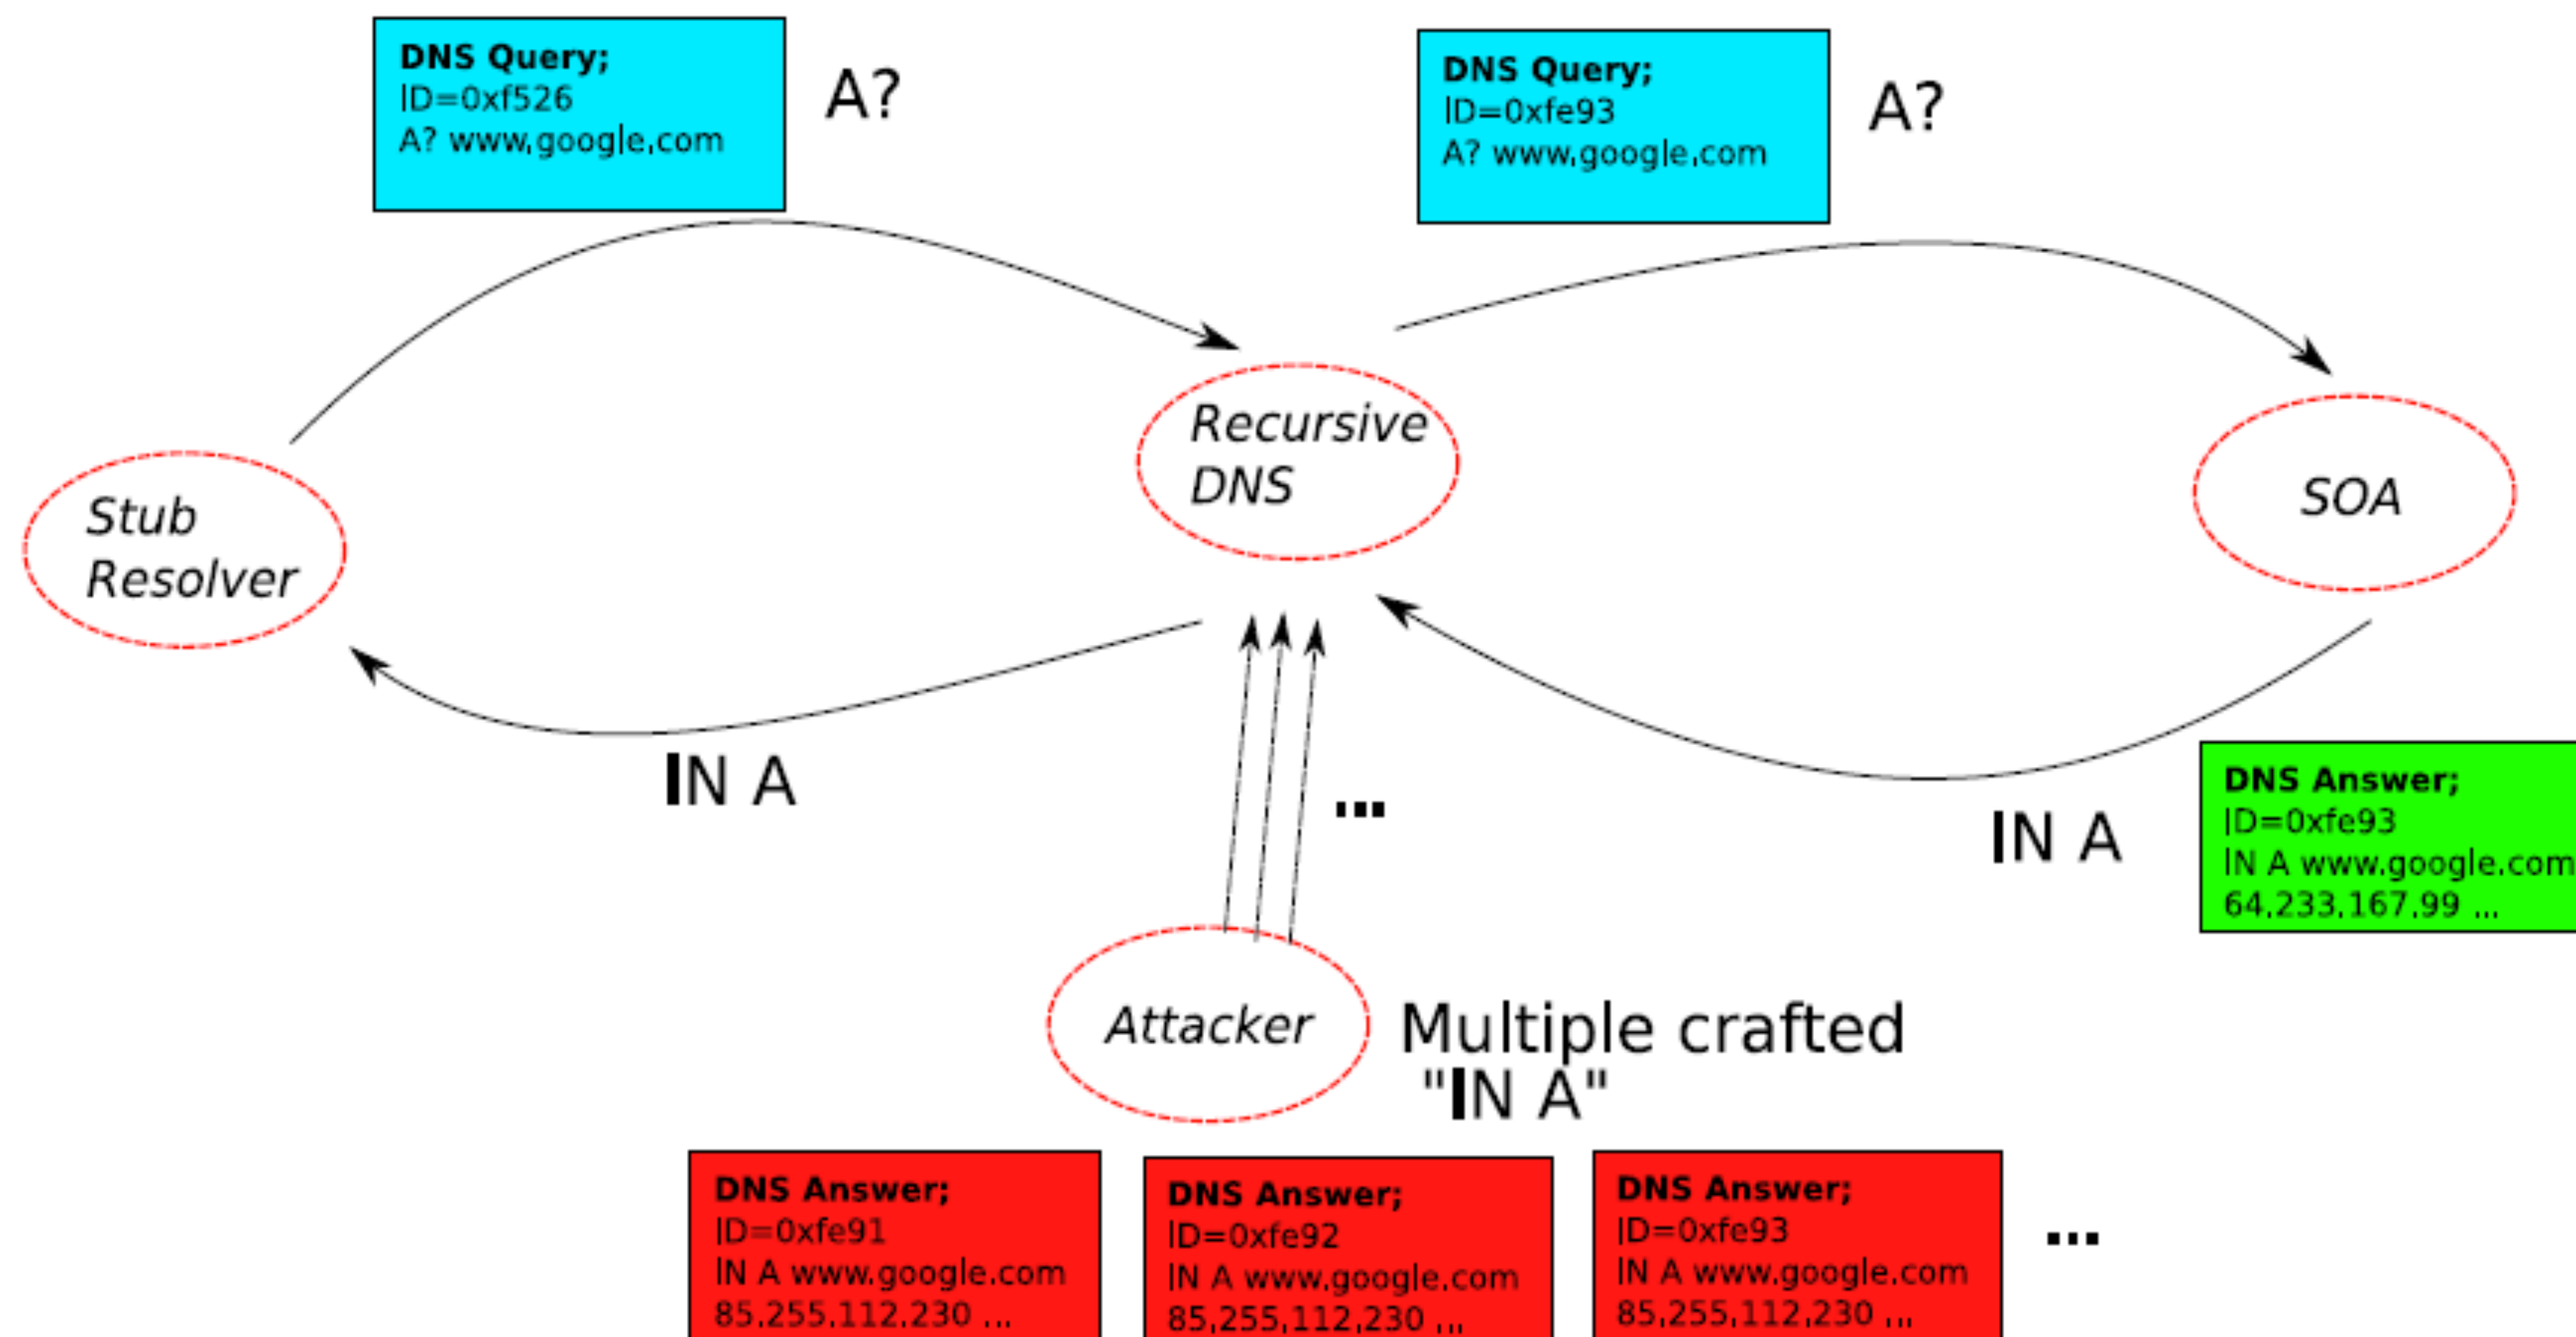 DNS Query;
ID=0xf526
A? www.google.com
A?
DNS Query;
ID=0xfe93
A? www.google.com
A?
Stub
Resolver
Recursive
DNS
SOA
IN A
...
IN A
DNS Answer;
ID=0xfe93
IN A www.google.com
64.233.167.99 ...
Attacker
Multiple crafted
"IN A"
DNS Answer;
ID=0xfe91
IN A www.google.com
85.255.112.230 ...
DNS Answer;
ID=0xfe92
IN A www.google.com
85.255.112.230 ...
DNS Answer;
ID=0xfe93
IN A www.google.com
85.255.112.230 ...
...